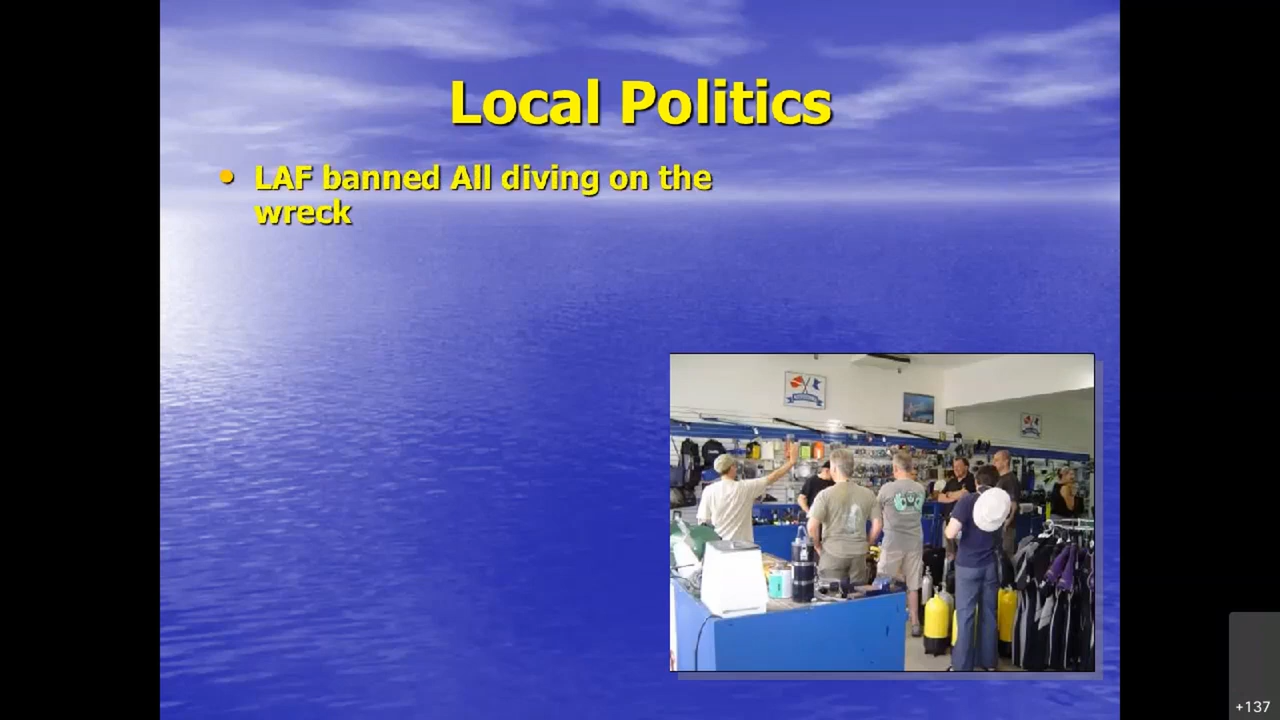 Local Politics
• LAF banned All diving on the
wreck
+137